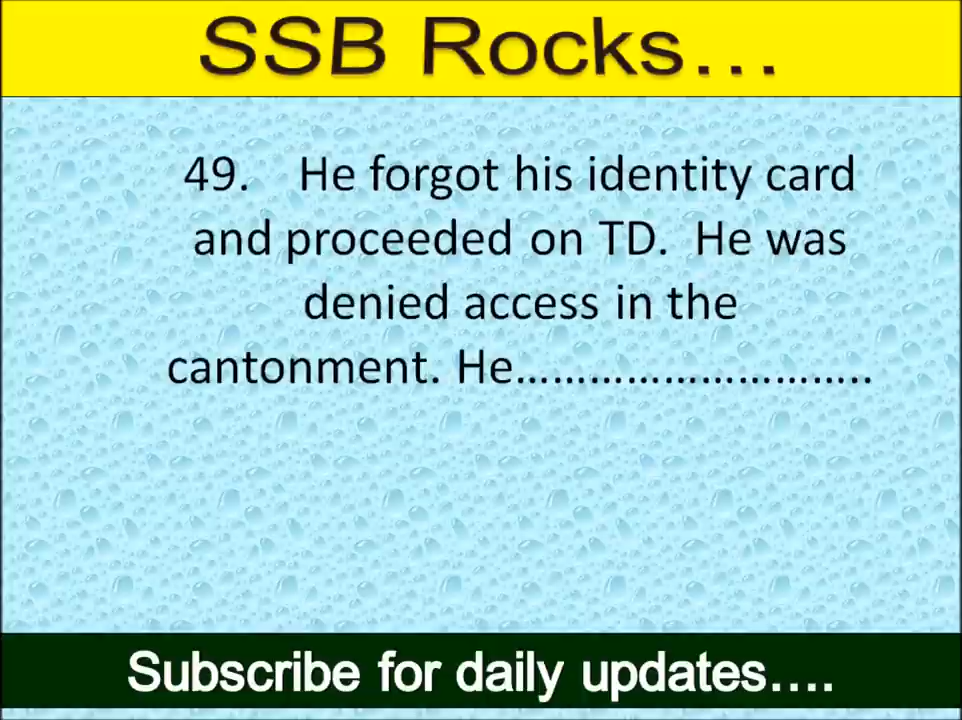 SSB Rocks…
49. He forgot his identity card
and proceeded on TD. He was
denied access in the
cantonment. He………………………..
Subscribe for daily updates….